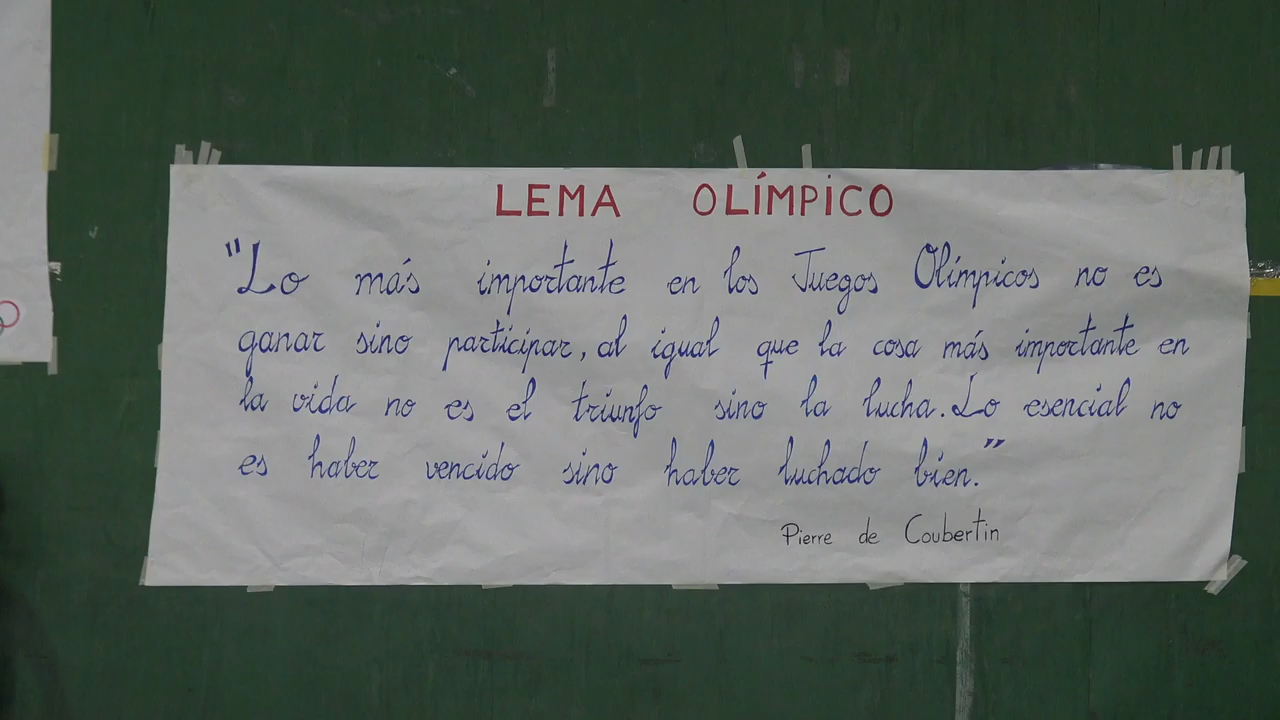 LEMA OLÍMPICO
"Lo más importante en los Juegos Olímpicos no es
ganar sino participar, al igual que la cosa más importante en
la vida no es el triunfo sino la lucha. Lo esencial no
es haber vencido sino haber luchado bien."
Pierre de Coubertin